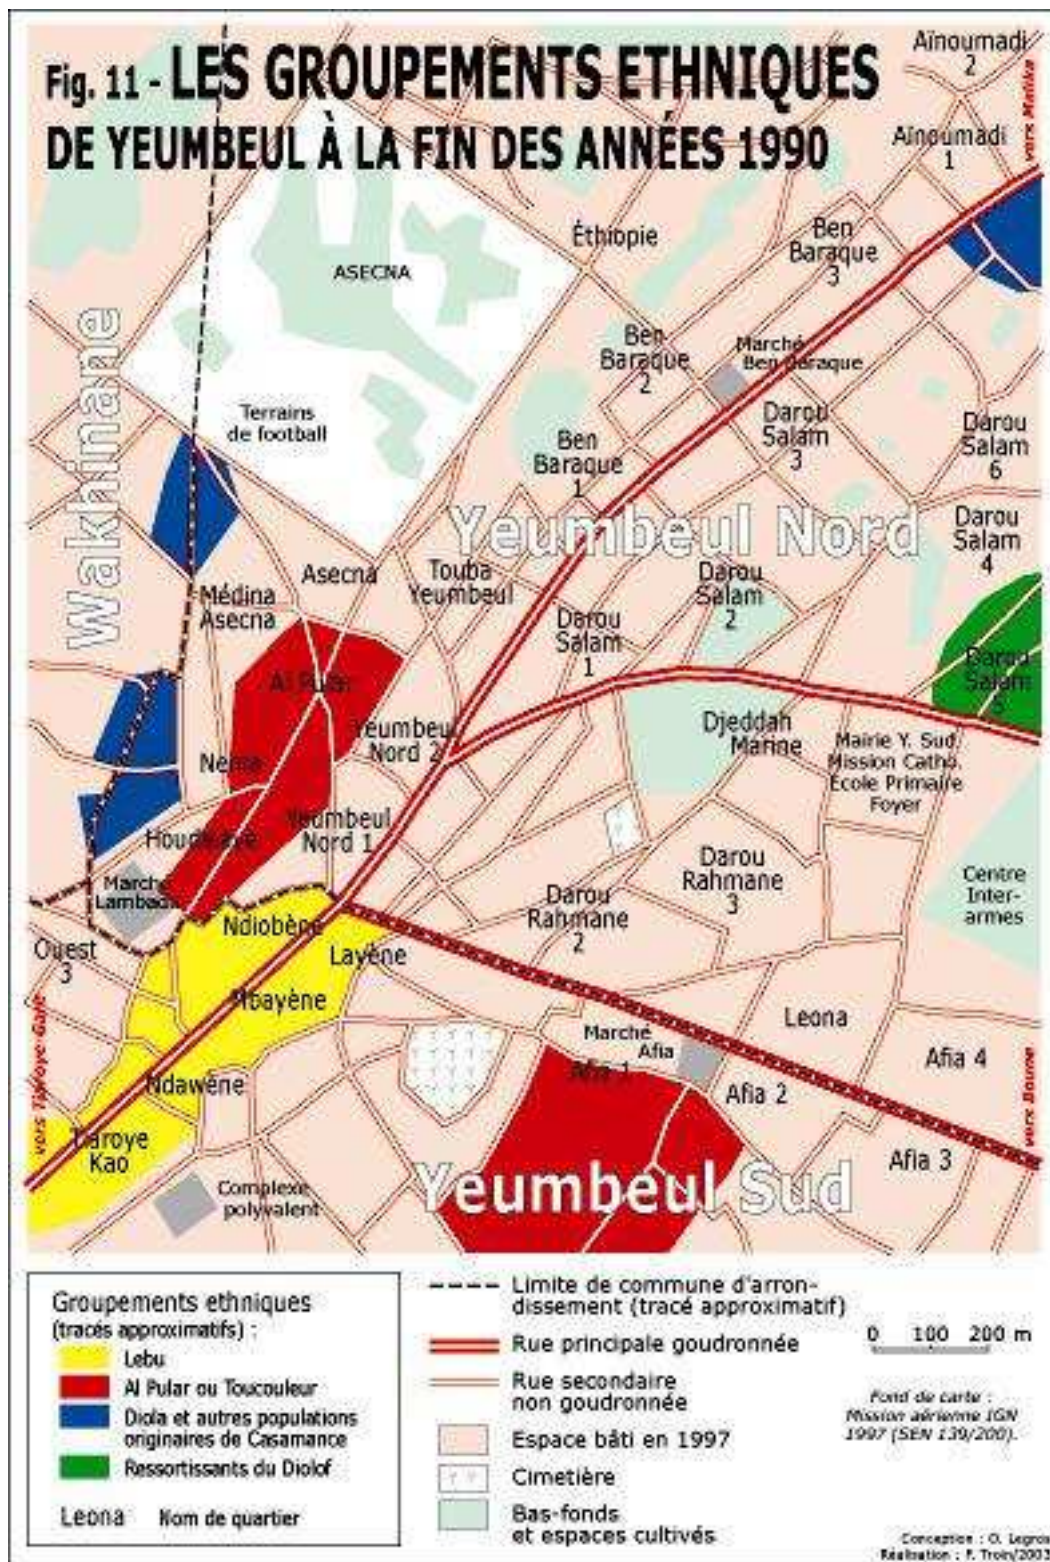 Fig. 11 - LES GROUPEMENTS ETHNIQUES
DE YEUMBEUL À LA FIN DES ANNÉES 1990
Aïnoumadi
2
vers Malika
Aïnoumadi
1
Éthiopie
Ben
Baraque
3
ASECNA
Ben
Baraque
2
Marché
Ben Baraque
Wakhinane
Terrains
de football
Darou
Salam
3
Darou
Salam
6
Ben
Baraque
1
Yeumbeul Nord
Darou
Salam
4
Asecna
Touba
Yeumbeul
Darou
Salam
2
Médina
Asecna
Darou
Salam
1
Al Pular
Darou
Salam
5
Yeumbeul
Nord 2
Djeddah
Marine
Mairie Y. Sud
Mission Catho.
École Primaire
Foyer
Nema
Yeumbeul
Nord 1
Marché
Lambada
Darou
Rahmane
3
Centre
Inter-
armes
Darou
Rahmane
2
Ndiobène
Layène
Ouest
3
Mbayène
Leona
vers Tiaroye-Gare
Marché
Afia
Afia 1
Afia 4
Afia 2
vers Boune
Ndawène
Tiaroye
Kao
Afia 3
Complexe
polyvalent
Yeumbeul Sud
Groupements ethniques
(tracés approximatifs) :
Lebu
Al Pular ou Toucouleur
Diola et autres populations
originaires de Casamance
Ressortissants du Diolof
Leona Nom de quartier
Limite de commune d'arron-
dissement (tracé approximatif)
Rue principale goudronnée
Rue secondaire
non goudronnée
Espace bâti en 1997
Cimetière
Bas-fonds
et espaces cultivés
0 100 200 m
Fond de carte :
Mission aérienne IGN
1997 (SEN 139/200).
Conception : O. Legros
Réalisation : F. Troin/2003